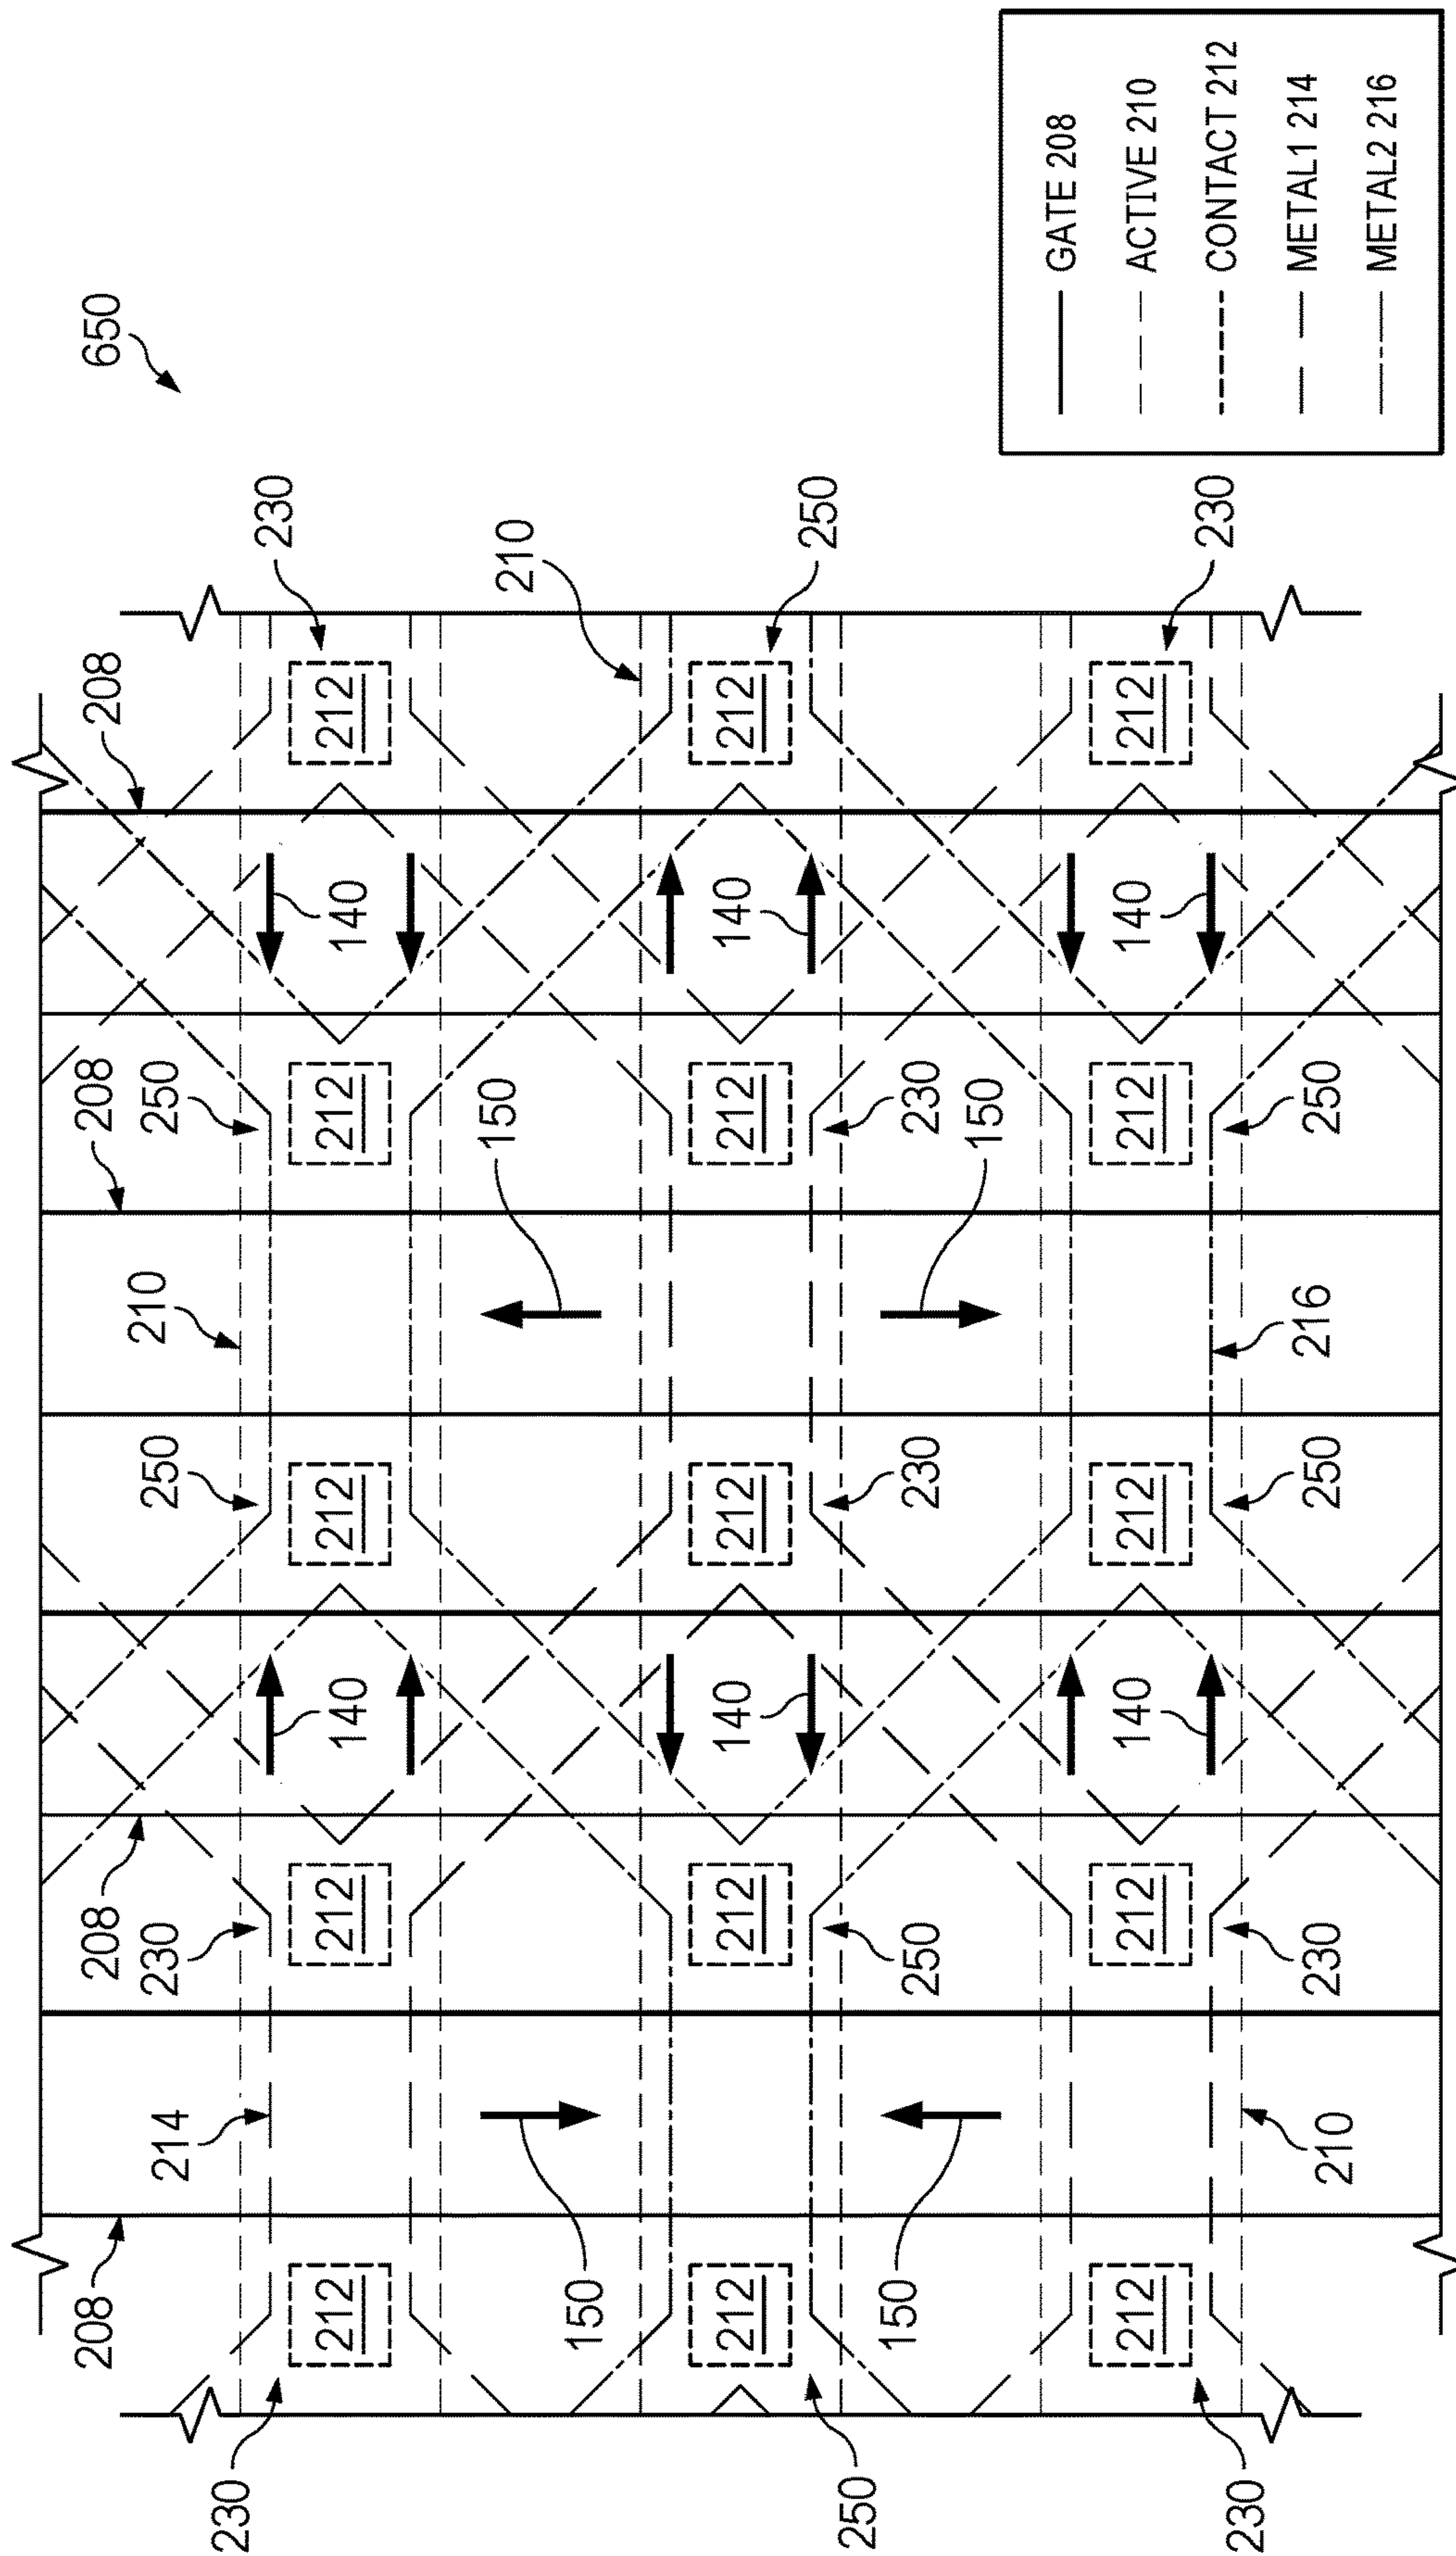 650
208 208 208 208
214 230 250 210 250
230 230
212 212 140 212 212 140 212
150 210
150
212 212 140 212 212 140 212
250
250
150 250 230 230
150
212 212 140 212 212 140 212
230
230
210 230 250 216 250
GATE 208
ACTIVE 210
CONTACT 212
METAL1 214
METAL2 216